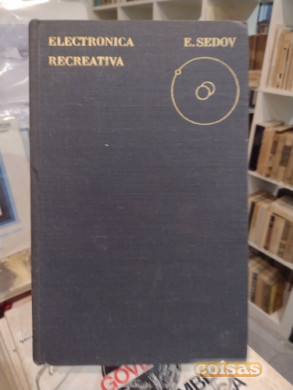 ELECTRONICA E. SEDOV
RECREATIVA
coisas